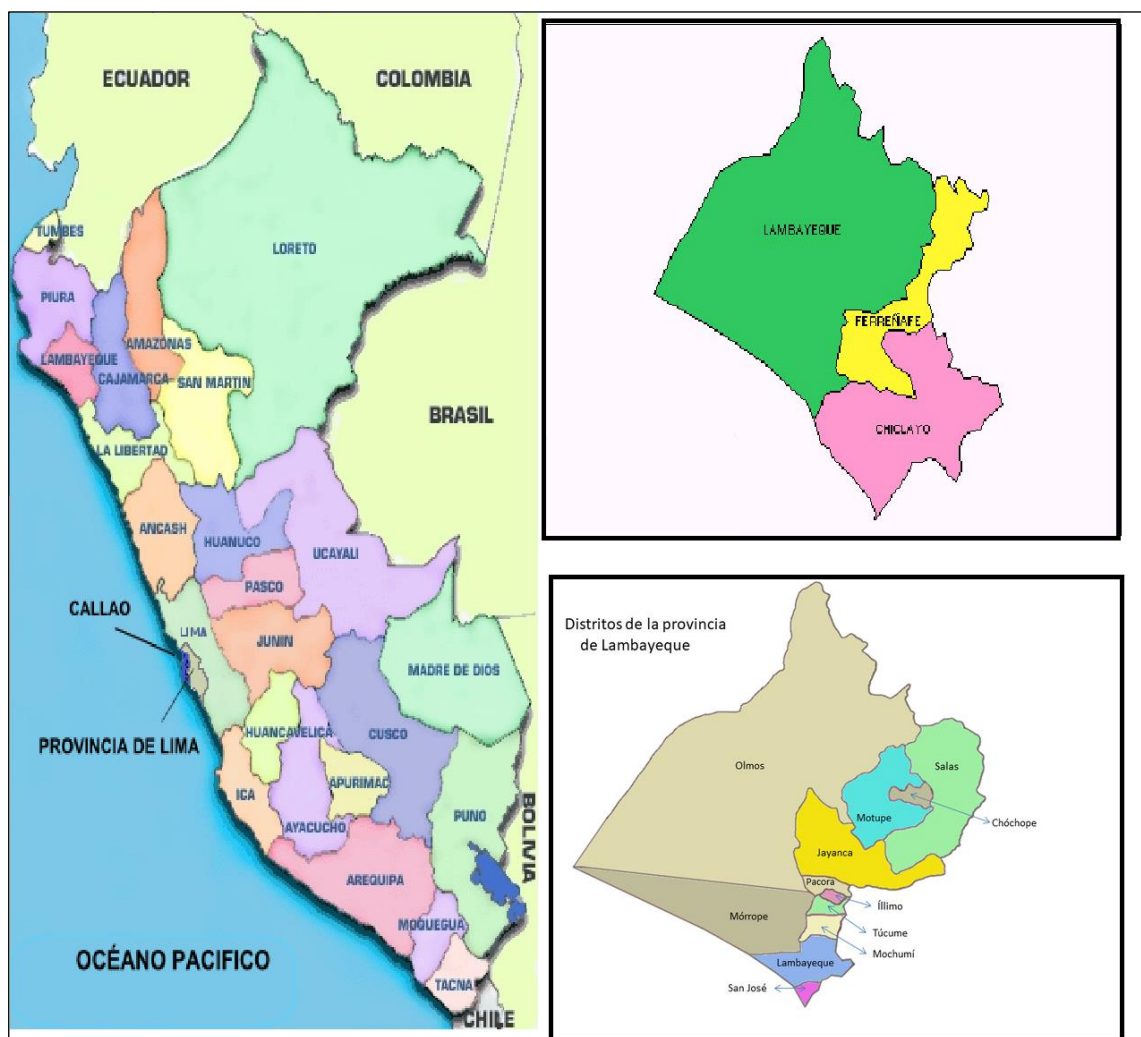 ECUADOR
COLOMBIA
TUMBES
LORETO
PIURA
AMAZONAS
LAMBAYEQUE
CAJAMARCA
SAN MARTIN
BRASIL
LA LIBERTAD
ANCASH
HUANUCO
UCAYALI
PASCO
CALLAO
LIMA
JUNIN
MADRE DE DIOS
PROVINCIA DE LIMA
HUANCAVELICA
CUSCO
ICA
APURIMAC
AYACUCHO
PUNO
BOLIVIA
AREQUIPA
MOQUEGUA
OCÉANO PACIFICO
TACNA
CHILE
LAMBAYEQUE
FERREÑAFE
CHICLAYO
Distritos de la provincia
de Lambayeque
Olmos
Salas
Motupe
Chóchope
Jayanca
Pacora
Íllimo
Mórrope
Túcume
Mochumí
Lambayeque
San José